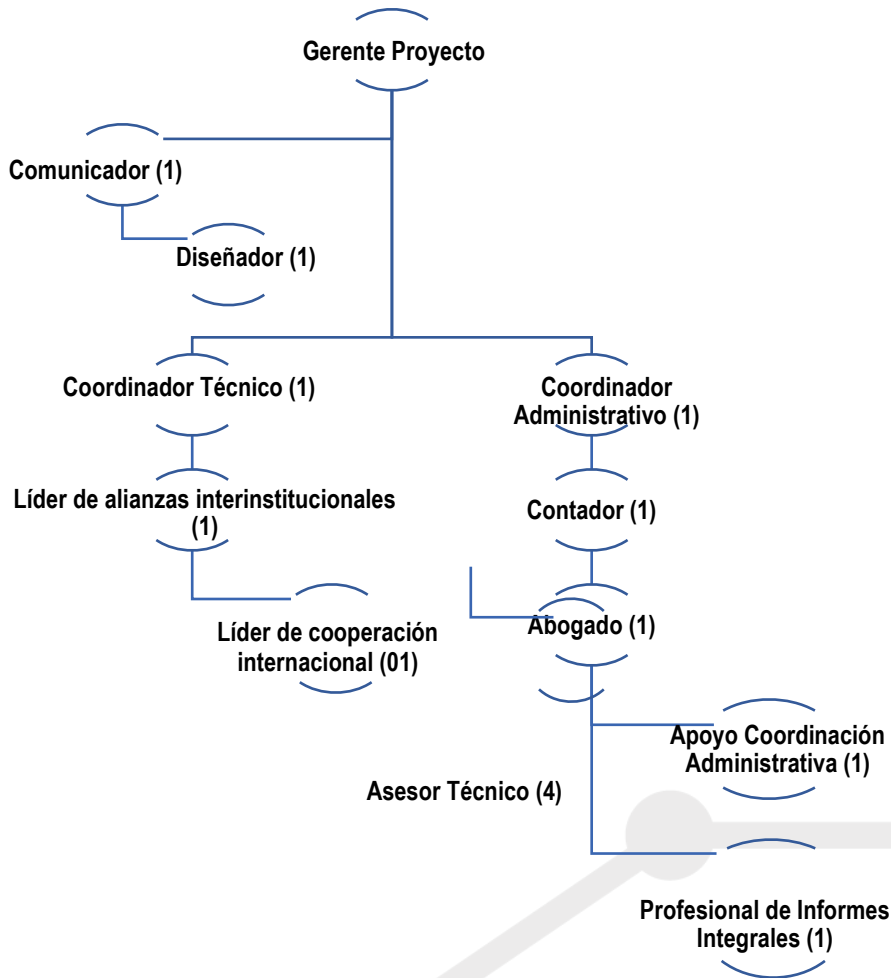 Gerente Proyecto
Comunicador (1)
Diseñador (1)
Coordinador Técnico (1)
Coordinador
Administrativo (1)
Líder de alianzas interinstitucionales
(1)
Contador (1)
Líder de cooperación
internacional (01)
Abogado (1)
Apoyo Coordinación
Administrativa (1)
Asesor Técnico (4)
Profesional de Informes
Integrales (1)